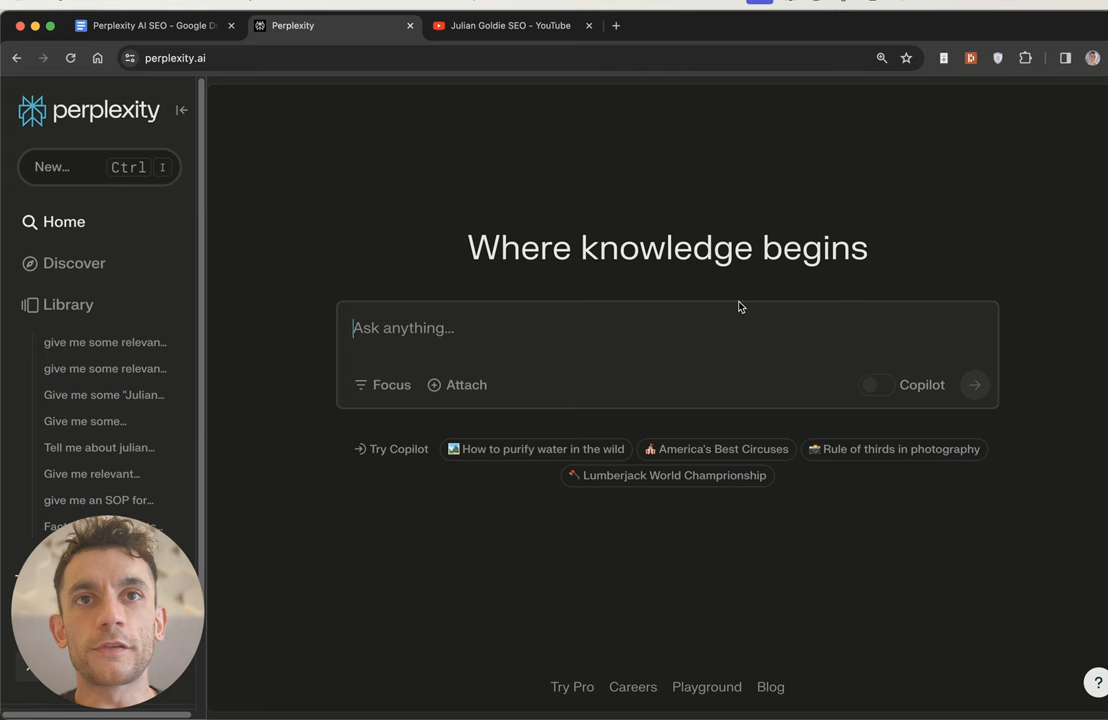 Perplexity AI SEO - Google D
Perplexity
Julian Goldie SEO - YouTube
perplexity.ai
perplexity
New...
Ctrl
I
Home
Discover
Library
give me some relevan...
give me some relevan...
Give me some "Julian...
Give me some...
Tell me about julian...
Give me relevant...
give me an SOP for...
Where knowledge begins
Ask anything...
Focus
Attach
Copilot
Try Copilot
How to purify water in the wild
America's Best Circuses
Rule of thirds in photography
Lumberjack World Championship
Try Pro
Careers
Playground
Blog
?